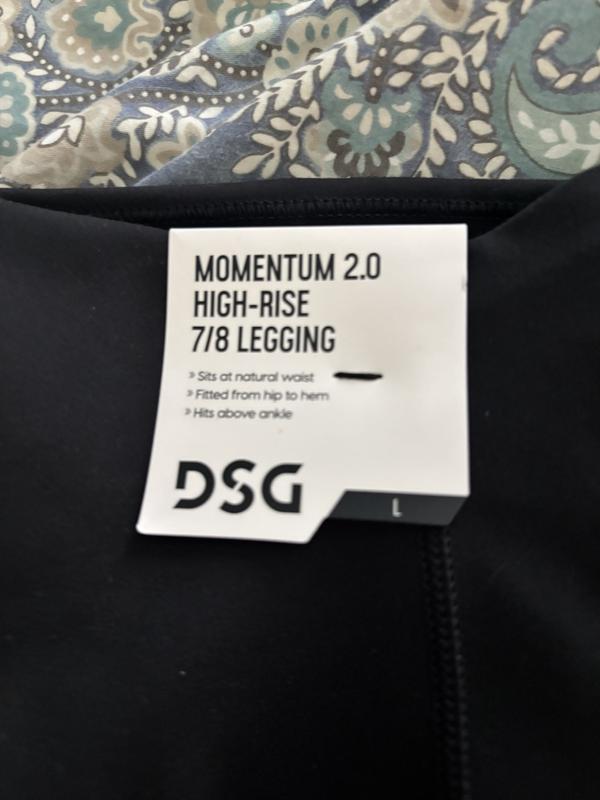 MOMENTUM 2.0
HIGH-RISE
7/8 LEGGING
» Sits at natural waist
» Fitted from hip to hem
» Hits above ankle
DSG
L